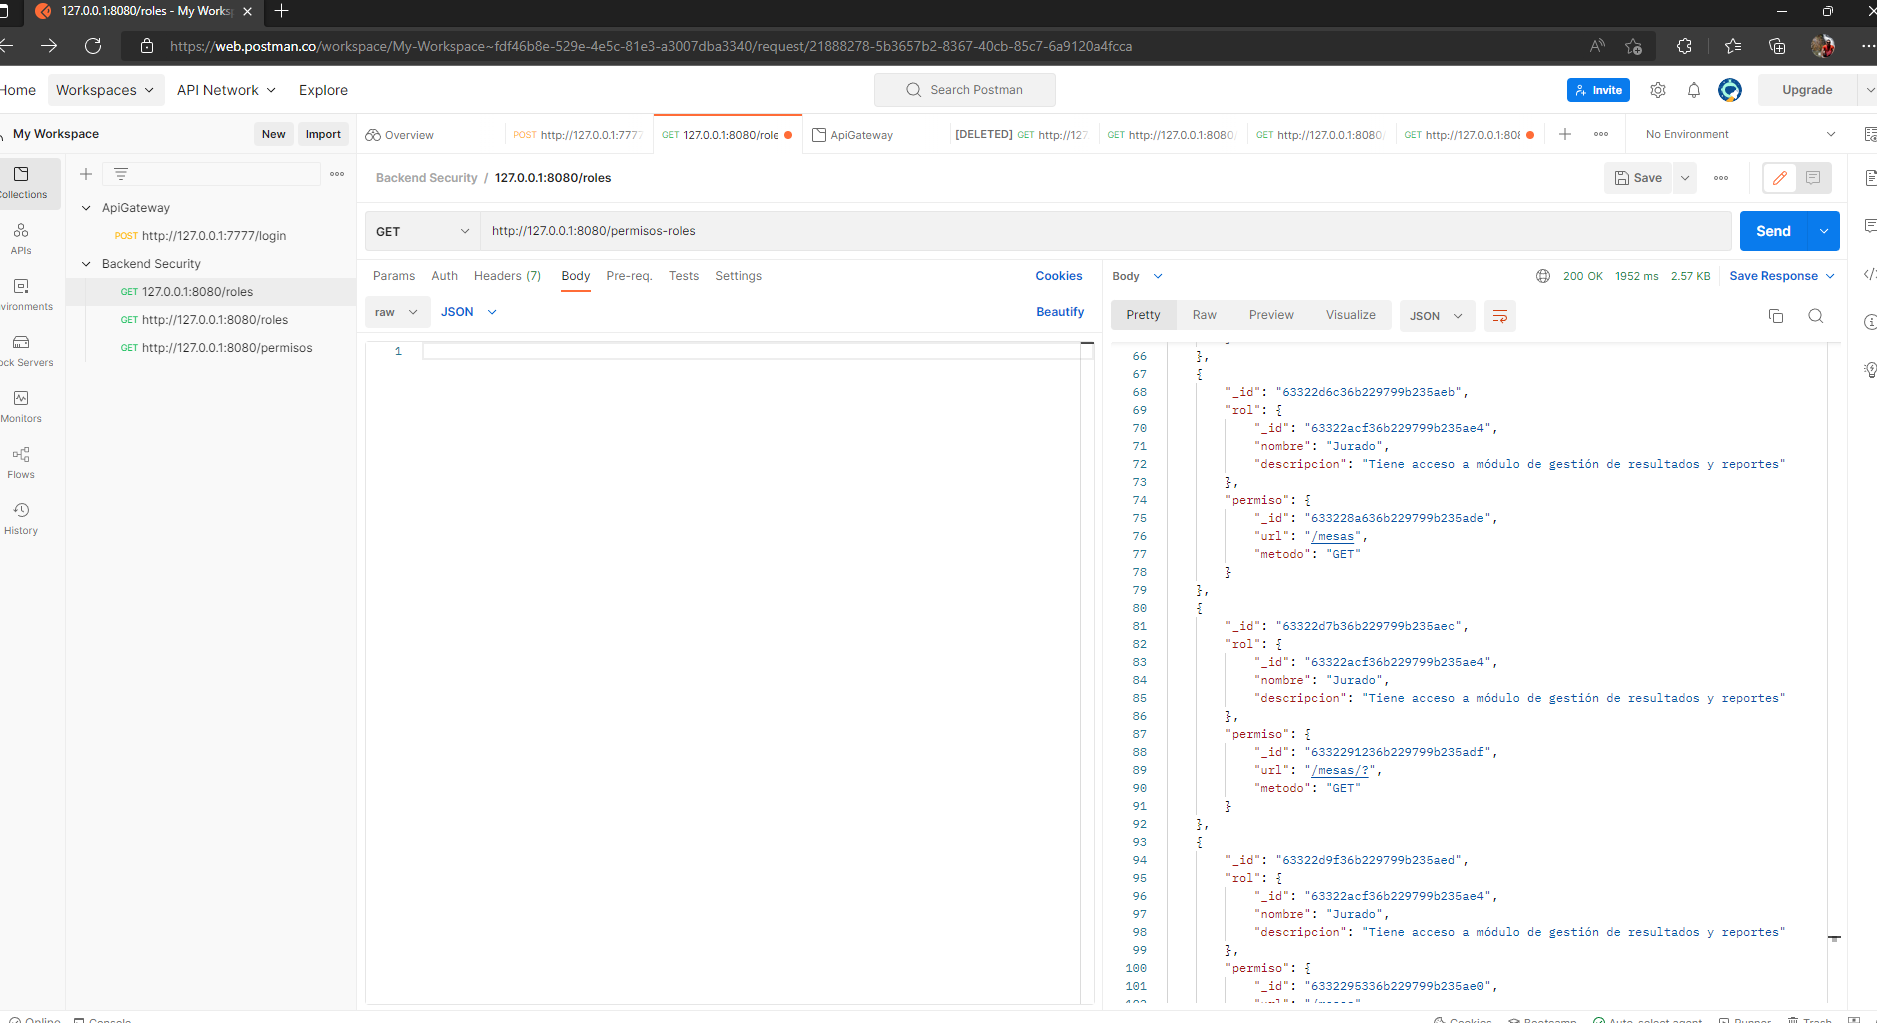 127.0.0.1:8080/roles - My Works
https://web.postman.co/workspace/My-Workspace~fdf46b8e-529e-4e5c-81e3-a3007dba3340/request/21888278-5b3657b2-8367-40cb-85c7-6a9120a4fcca
Home Workspaces API Network Explore Search Postman Invite Upgrade
My Workspace New Import
Overview POST http://127.0.0.1:7777 GET 127.0.0.1:8080/role ApiGateway [DELETED] GET http://127. GET http://127.0.0.1:8080 GET http://127.0.0.1:8080 GET http://127.0.0.1:808 No Environment
Collections
APIs
Environments
Mock Servers
Monitors
Flows
History
ApiGateway
POST http://127.0.0.1:7777/login
Backend Security
GET 127.0.0.1:8080/roles
GET http://127.0.0.1:8080/roles
GET http://127.0.0.1:8080/permisos
Backend Security / 127.0.0.1:8080/roles Save
GET http://127.0.0.1:8080/permisos-roles Send
Params Auth Headers (7) Body Pre-req. Tests Settings Cookies
raw JSON Beautify
1
Body 200 OK 1952 ms 2.57 KB Save Response
Pretty Raw Preview Visualize JSON
66 },
67 {
68 "_id": "63322d6c36b229799b235aeb",
69 "rol": {
70 "_id": "63322acf36b229799b235ae4",
71 "nombre": "Jurado",
72 "descripcion": "Tiene acceso a módulo de gestión de resultados y reportes"
73 },
74 "permiso": {
75 "_id": "633228a636b229799b235ade",
76 "url": "/mesas",
77 "metodo": "GET"
78 }
79 },
80 {
81 "_id": "63322d7b36b229799b235aec",
82 "rol": {
83 "_id": "63322acf36b229799b235ae4",
84 "nombre": "Jurado",
85 "descripcion": "Tiene acceso a módulo de gestión de resultados y reportes"
86 },
87 "permiso": {
88 "_id": "6332291236b229799b235adf",
89 "url": "/mesas/?",
90 "metodo": "GET"
91 }
92 },
93 {
94 "_id": "63322d9f36b229799b235aed",
95 "rol": {
96 "_id": "63322acf36b229799b235ae4",
97 "nombre": "Jurado",
98 "descripcion": "Tiene acceso a módulo de gestión de resultados y reportes"
99 },
100 "permiso": {
101 "_id": "6332295336b229799b235ae0",
Online Console Cookies Bootcamp Auto-select agent Runner Trash